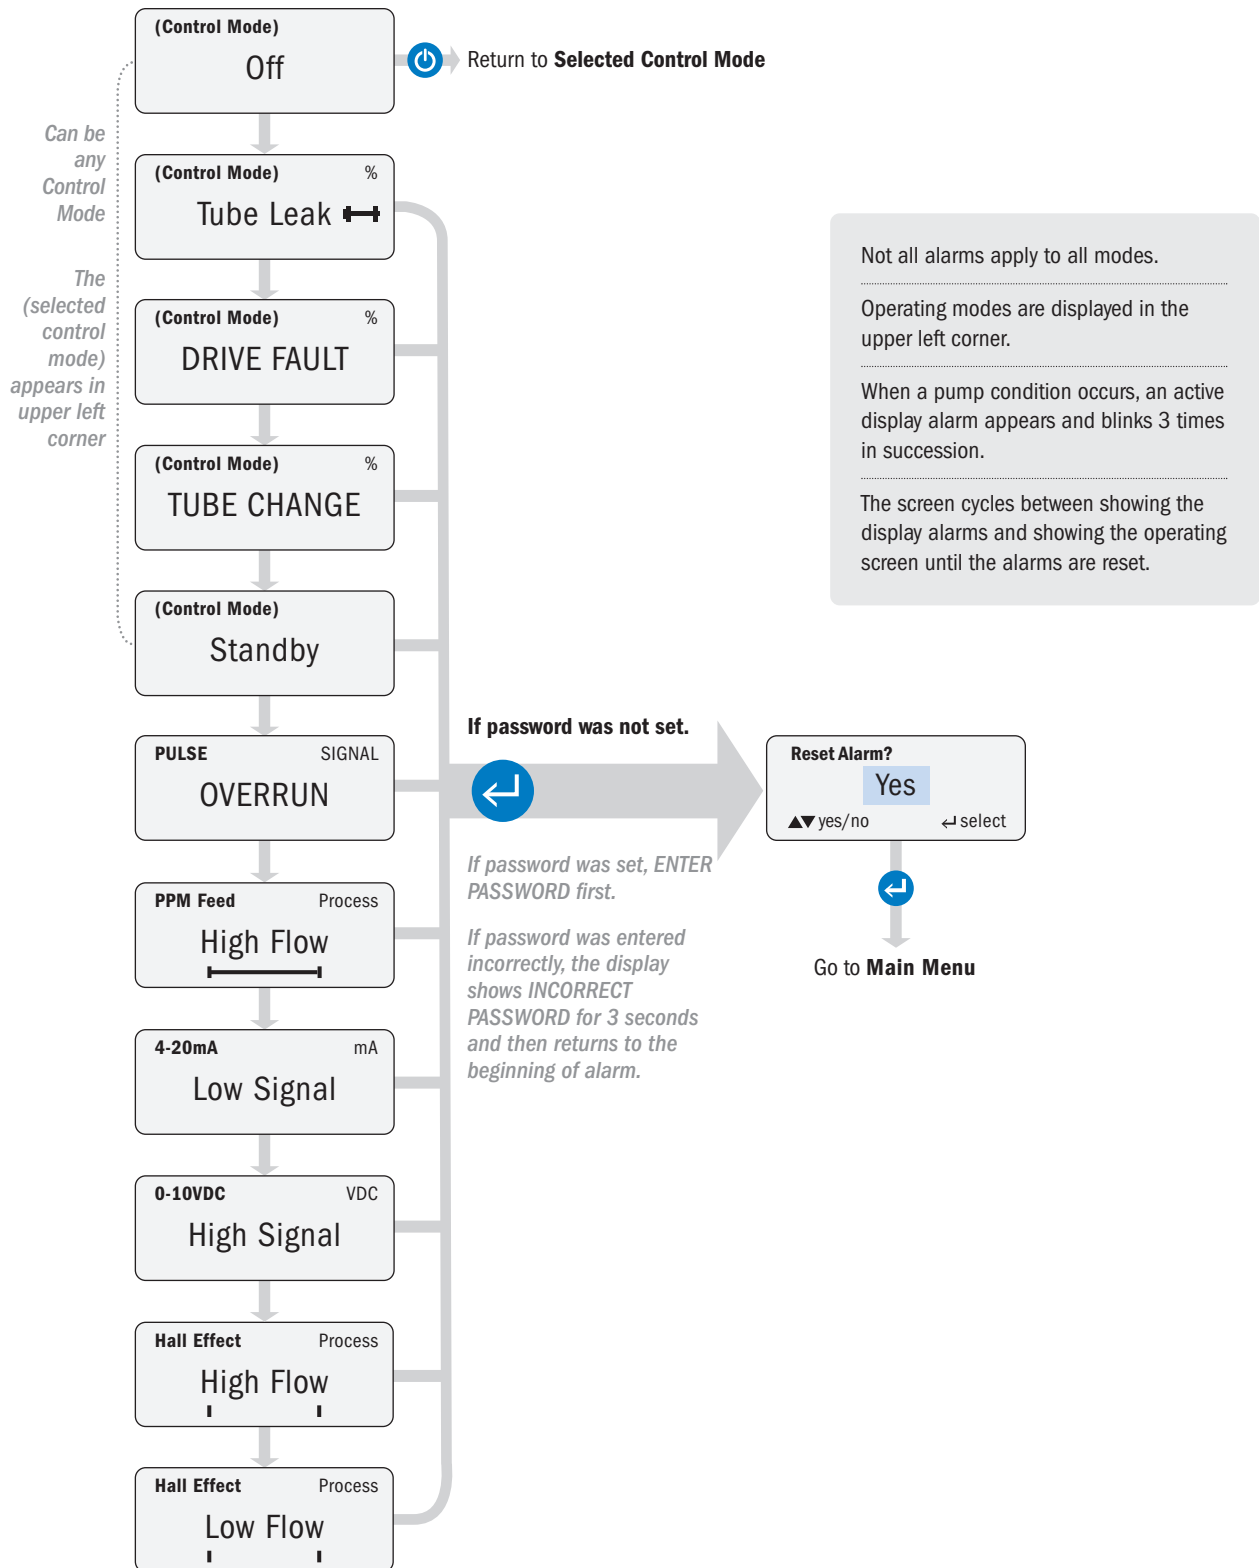 (Control Mode)
Off
Return to Selected Control Mode
Can be
any
Control
Mode
The
(selected
control
mode)
appears in
upper left
corner
(Control Mode) %
Tube Leak
(Control Mode) %
DRIVE FAULT
(Control Mode) %
TUBE CHANGE
(Control Mode)
Standby
PULSE SIGNAL
OVERRUN
PPM Feed Process
High Flow
4-20mA mA
Low Signal
0-10VDC VDC
High Signal
Hall Effect Process
High Flow
Hall Effect Process
Low Flow
If password was not set.
If password was set, ENTER
PASSWORD first.
If password was entered
incorrectly, the display
shows INCORRECT
PASSWORD for 3 seconds
and then returns to the
beginning of alarm.
Not all alarms apply to all modes.
Operating modes are displayed in the
upper left corner.
When a pump condition occurs, an active
display alarm appears and blinks 3 times
in succession.
The screen cycles between showing the
display alarms and showing the operating
screen until the alarms are reset.
Reset Alarm?
Yes
▲▼ yes/no ↵ select
Go to Main Menu